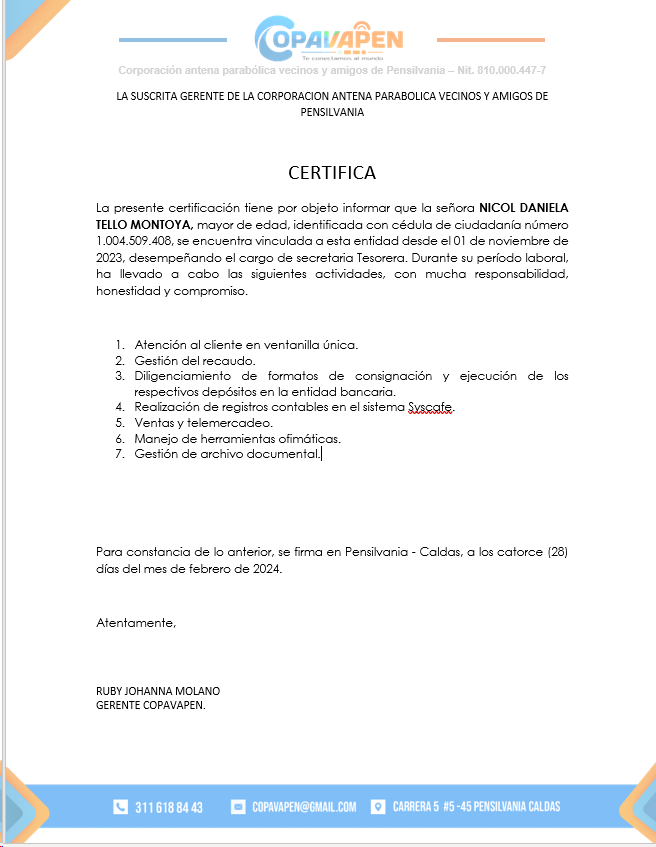 COPAVAPEN
Te conectamos al mundo
Corporación antena parabólica vecinos y amigos de Pensilvania – Nit. 810.000.447-7
LA SUSCRITA GERENTE DE LA CORPORACION ANTENA PARABOLICA VECINOS Y AMIGOS DE
PENSILVANIA
CERTIFICA
La presente certificación tiene por objeto informar que la señora NICOL DANIELA
TELLO MONTOYA, mayor de edad, identificada con cédula de ciudadanía número
1.004.509.408, se encuentra vinculada a esta entidad desde el 01 de noviembre de
2023, desempeñando el cargo de secretaria Tesorera. Durante su período laboral,
ha llevado a cabo las siguientes actividades, con mucha responsabilidad,
honestidad y compromiso.
1. Atención al cliente en ventanilla única.
2. Gestión del recaudo.
3. Diligenciamiento de formatos de consignación y ejecución de los
respectivos depósitos en la entidad bancaria.
4. Realización de registros contables en el sistema Syscafe.
5. Ventas y telemercadeo.
6. Manejo de herramientas ofimáticas.
7. Gestión de archivo documental.
Para constancia de lo anterior, se firma en Pensilvania - Caldas, a los catorce (28)
días del mes de febrero de 2024.
Atentamente,
RUBY JOHANNA MOLANO
GERENTE COPAVAPEN.
311 618 84 43 COPAVAPEN@GMAIL.COM CARRERA 5 #5-45 PENSILVANIA CALDAS